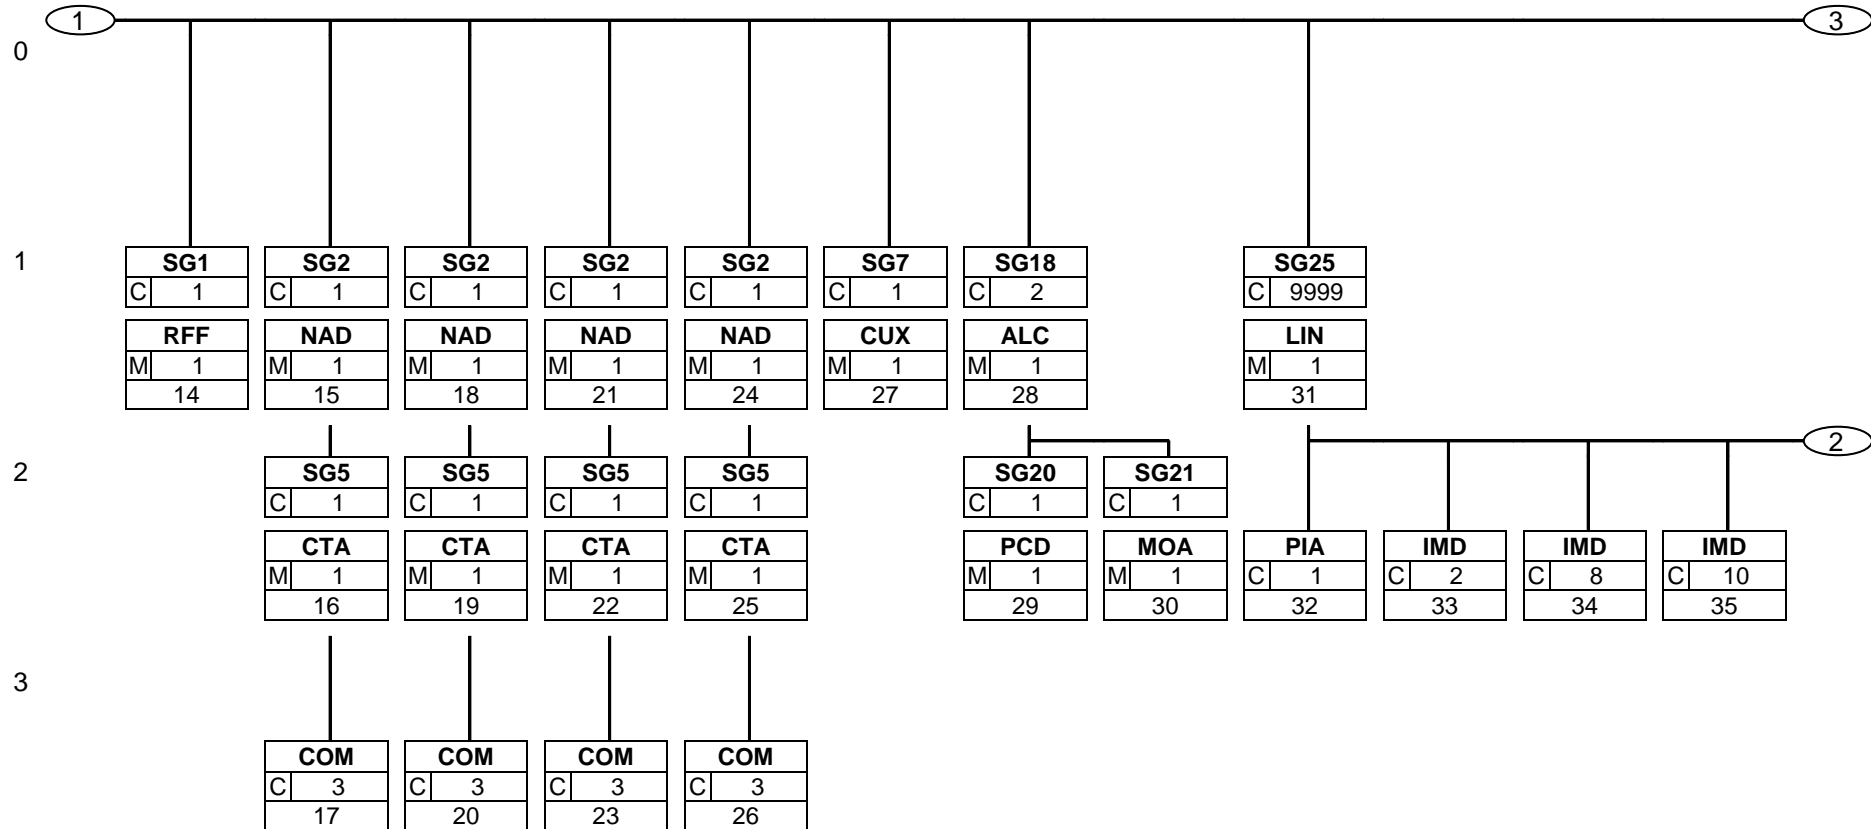 1 3
0
1
SG1 SG2 SG2 SG2 SG2 SG7 SG18 SG25
C 1 C 1 C 1 C 1 C 1 C 1 C 2 C 9999
RFF NAD NAD NAD NAD CUX ALC LIN
M 1 M 1 M 1 M 1 M 1 M 1 M 1 M 1
14 15 18 21 24 27 28 31
2
2
SG5 SG5 SG5 SG5 SG20 SG21
C 1 C 1 C 1 C 1 C 1 C 1
CTA CTA CTA CTA PCD MOA PIA IMD IMD IMD
M 1 M 1 M 1 M 1 M 1 M 1 C 1 C 2 C 8 C 10
16 19 22 25 29 30 32 33 34 35
3
COM COM COM COM
C 3 C 3 C 3 C 3
17 20 23 26